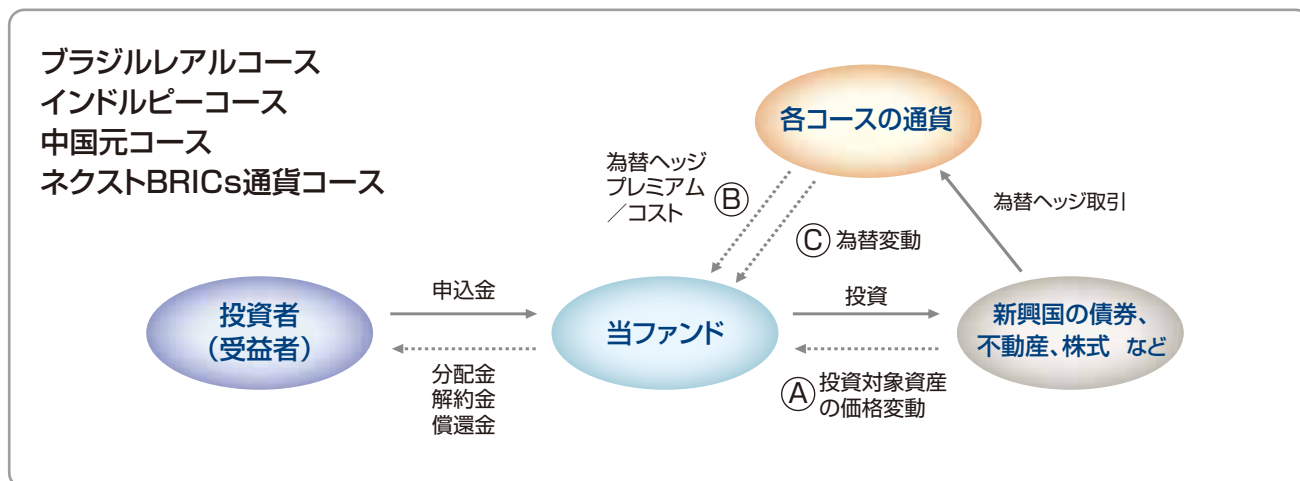 ブラジルレアルコース
インドルピーコース
中国元コース
ネクストBRICs通貨コース
各コースの通貨
為替ヘッジ
プレミアム
／コスト
Ⓑ
Ⓒ 為替変動
為替ヘッジ取引
投資者
（受益者）
申込金
分配金
解約金
償還金
当ファンド
投資
Ⓐ 投資対象資産
の価格変動
新興国の債券、
不動産、株式 など